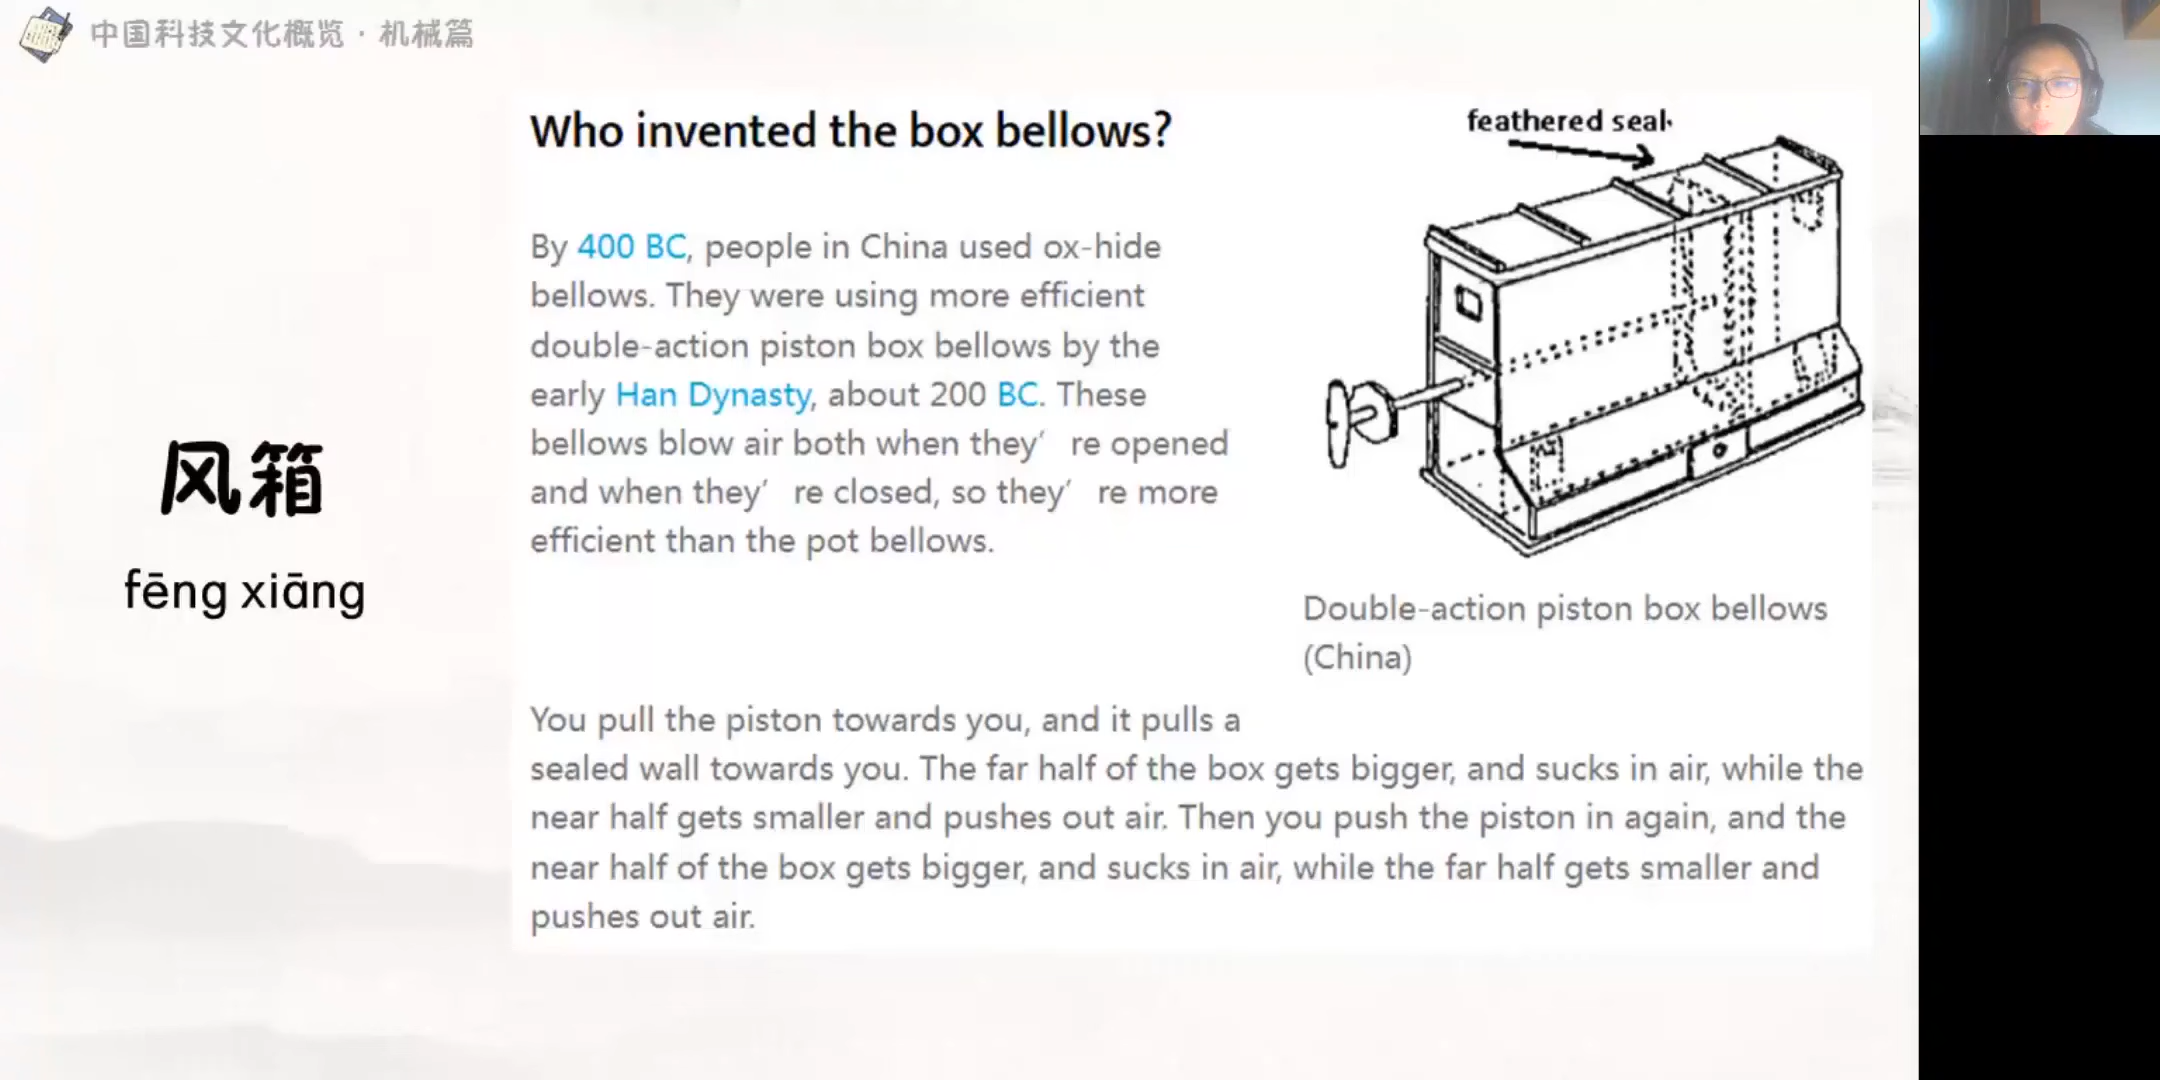 中国科技文化概览 · 机械篇
风箱
fēng xiāng
Who invented the box bellows?
By 400 BC, people in China used ox-hide
bellows. They were using more efficient
double-action piston box bellows by the
early Han Dynasty, about 200 BC. These
bellows blow air both when they′ re opened
and when they′ re closed, so they′ re more
efficient than the pot bellows.
feathered seal
Double-action piston box bellows
(China)
You pull the piston towards you, and it pulls a
sealed wall towards you. The far half of the box gets bigger, and sucks in air, while the
near half gets smaller and pushes out air. Then you push the piston in again, and the
near half of the box gets bigger, and sucks in air, while the far half gets smaller and
pushes out air.